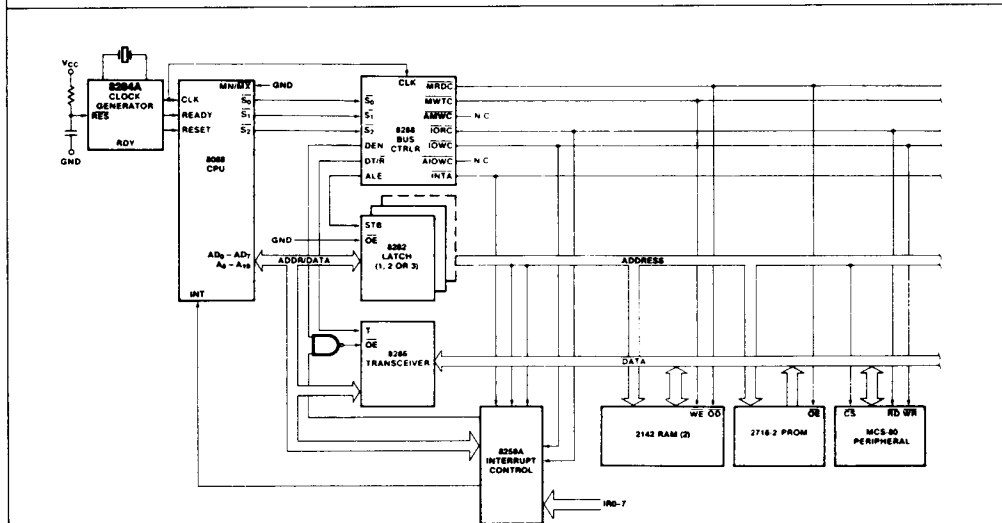 VCC
8284A
CLOCK
GENERATOR
RES
RDY
GND
CLK
READY
RESET
MN/MX
GND
S0
S1
S2
8088
CPU
AD0 – AD7
A8 – A19
INT
ADDR/DATA
CLK
S0
S1
S2
8288
BUS
CTRLR
DEN
DT/R
ALE
MRDC
MWTC
AMWC
IORC
IOWC
AIOWC
INTA
N C
N C
STB
GND
OE
8282
LATCH
(1, 2 OR 3)
ADDRESS
T
OE
8286
TRANSCEIVER
DATA
8259A
INTERRUPT
CONTROL
IR0-7
WE OD
2142 RAM (2)
OE
2716-2 PROM
CS
RD WR
MCS-80
PERIPHERAL